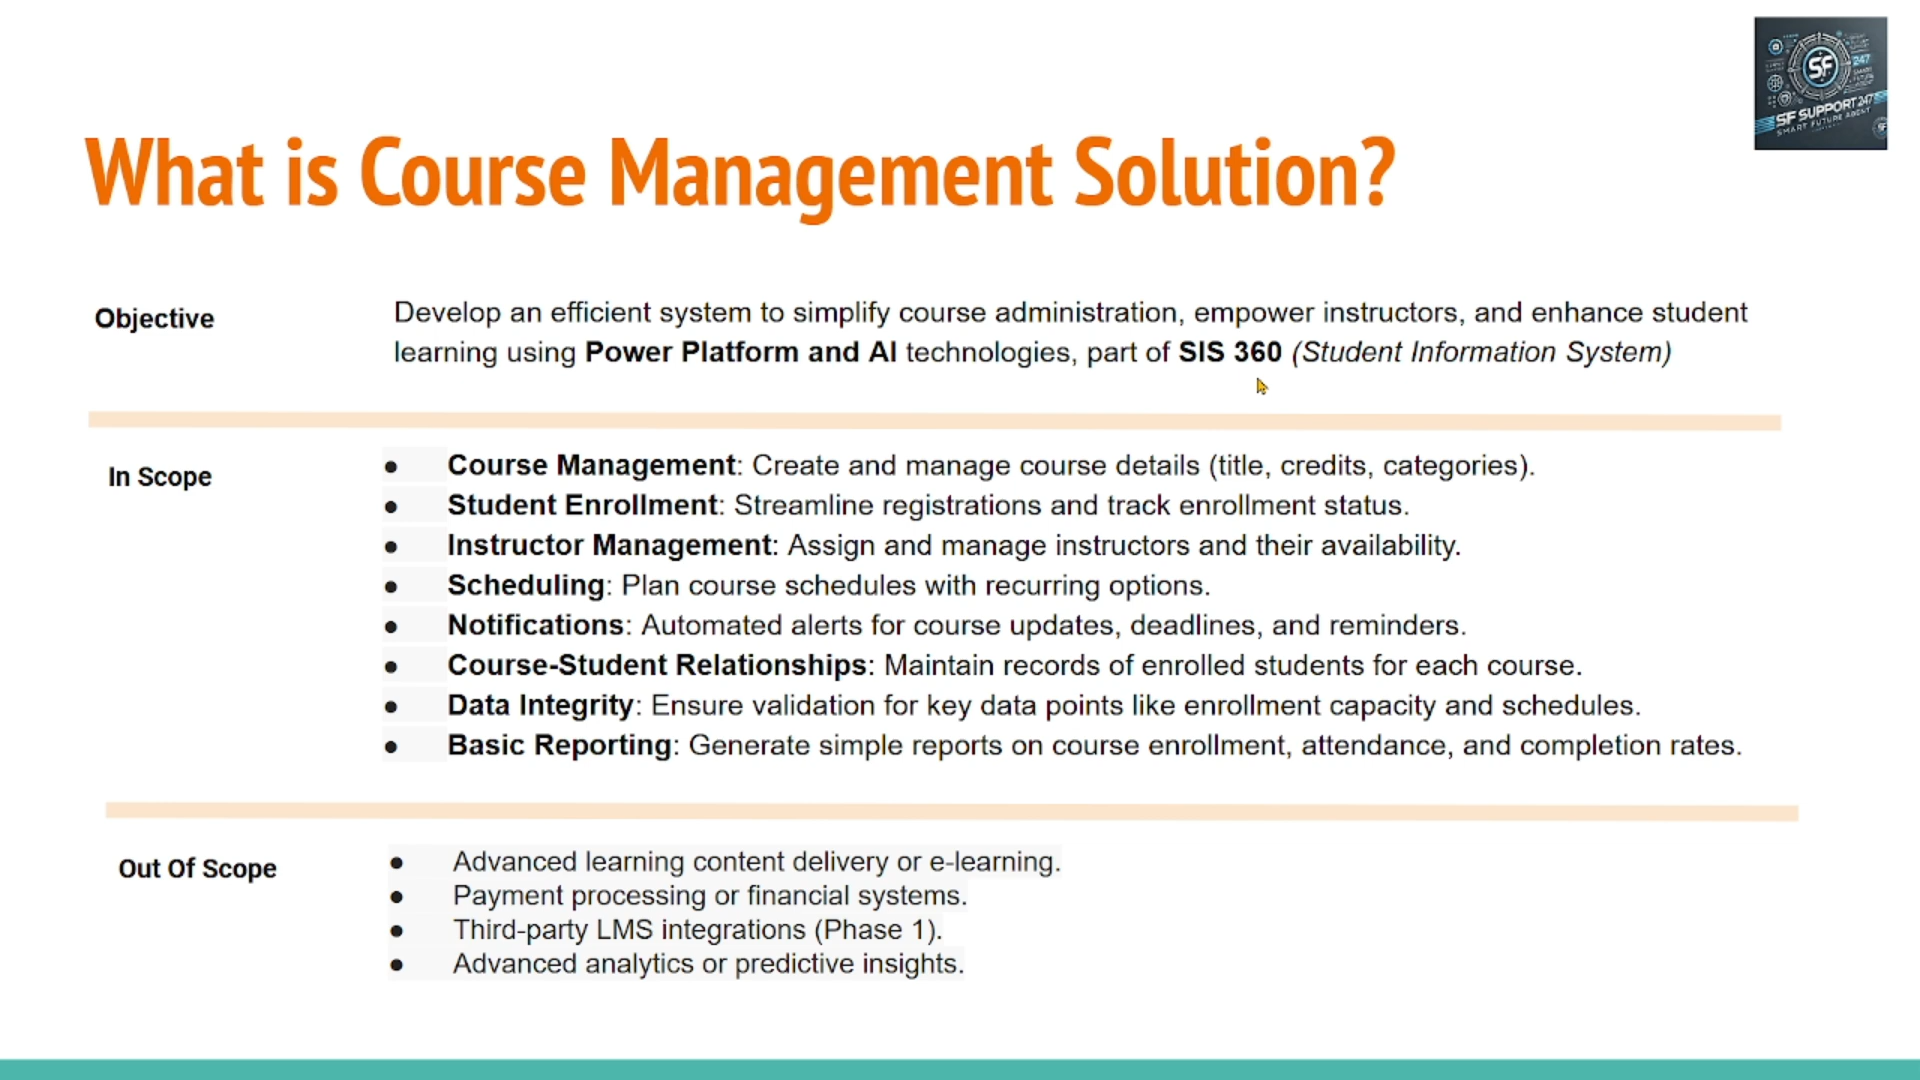 SF
247
SF SUPPORT 247
SMART FUTURE AGENT
What is Course Management Solution?
Objective
Develop an efficient system to simplify course administration, empower instructors, and enhance student
learning using Power Platform and AI technologies, part of SIS 360 (Student Information System)
In Scope
● Course Management: Create and manage course details (title, credits, categories).
● Student Enrollment: Streamline registrations and track enrollment status.
● Instructor Management: Assign and manage instructors and their availability.
● Scheduling: Plan course schedules with recurring options.
● Notifications: Automated alerts for course updates, deadlines, and reminders.
● Course-Student Relationships: Maintain records of enrolled students for each course.
● Data Integrity: Ensure validation for key data points like enrollment capacity and schedules.
● Basic Reporting: Generate simple reports on course enrollment, attendance, and completion rates.
Out Of Scope
● Advanced learning content delivery or e-learning.
● Payment processing or financial systems.
● Third-party LMS integrations (Phase 1).
● Advanced analytics or predictive insights.